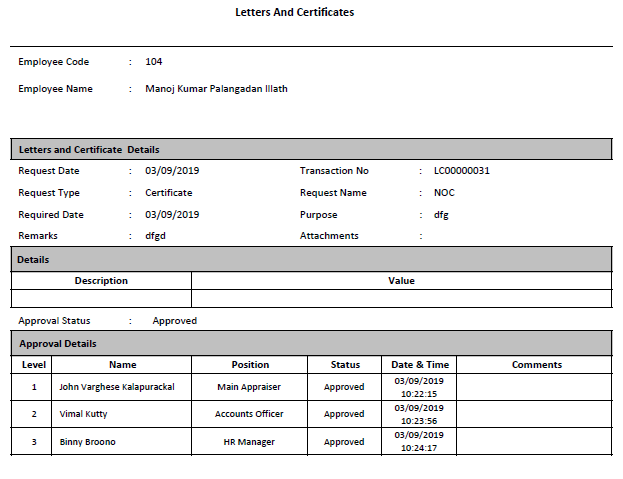 Letters And Certificates
Employee Code : 104
Employee Name : Manoj Kumar Palangadan Illath
Letters and Certificate Details
Request Date : 03/09/2019 Transaction No : LC00000031
Request Type : Certificate Request Name : NOC
Required Date : 03/09/2019 Purpose : dfg
Remarks : dfgd Attachments :
Details
Description Value
Approval Status : Approved
Approval Details
Level Name Position Status Date & Time Comments
1 John Varghese Kalapurackal Main Appraiser Approved 03/09/2019
10:22:15
2 Vimal Kutty Accounts Officer Approved 03/09/2019
10:23:56
3 Binny Broono HR Manager Approved 03/09/2019
10:24:17